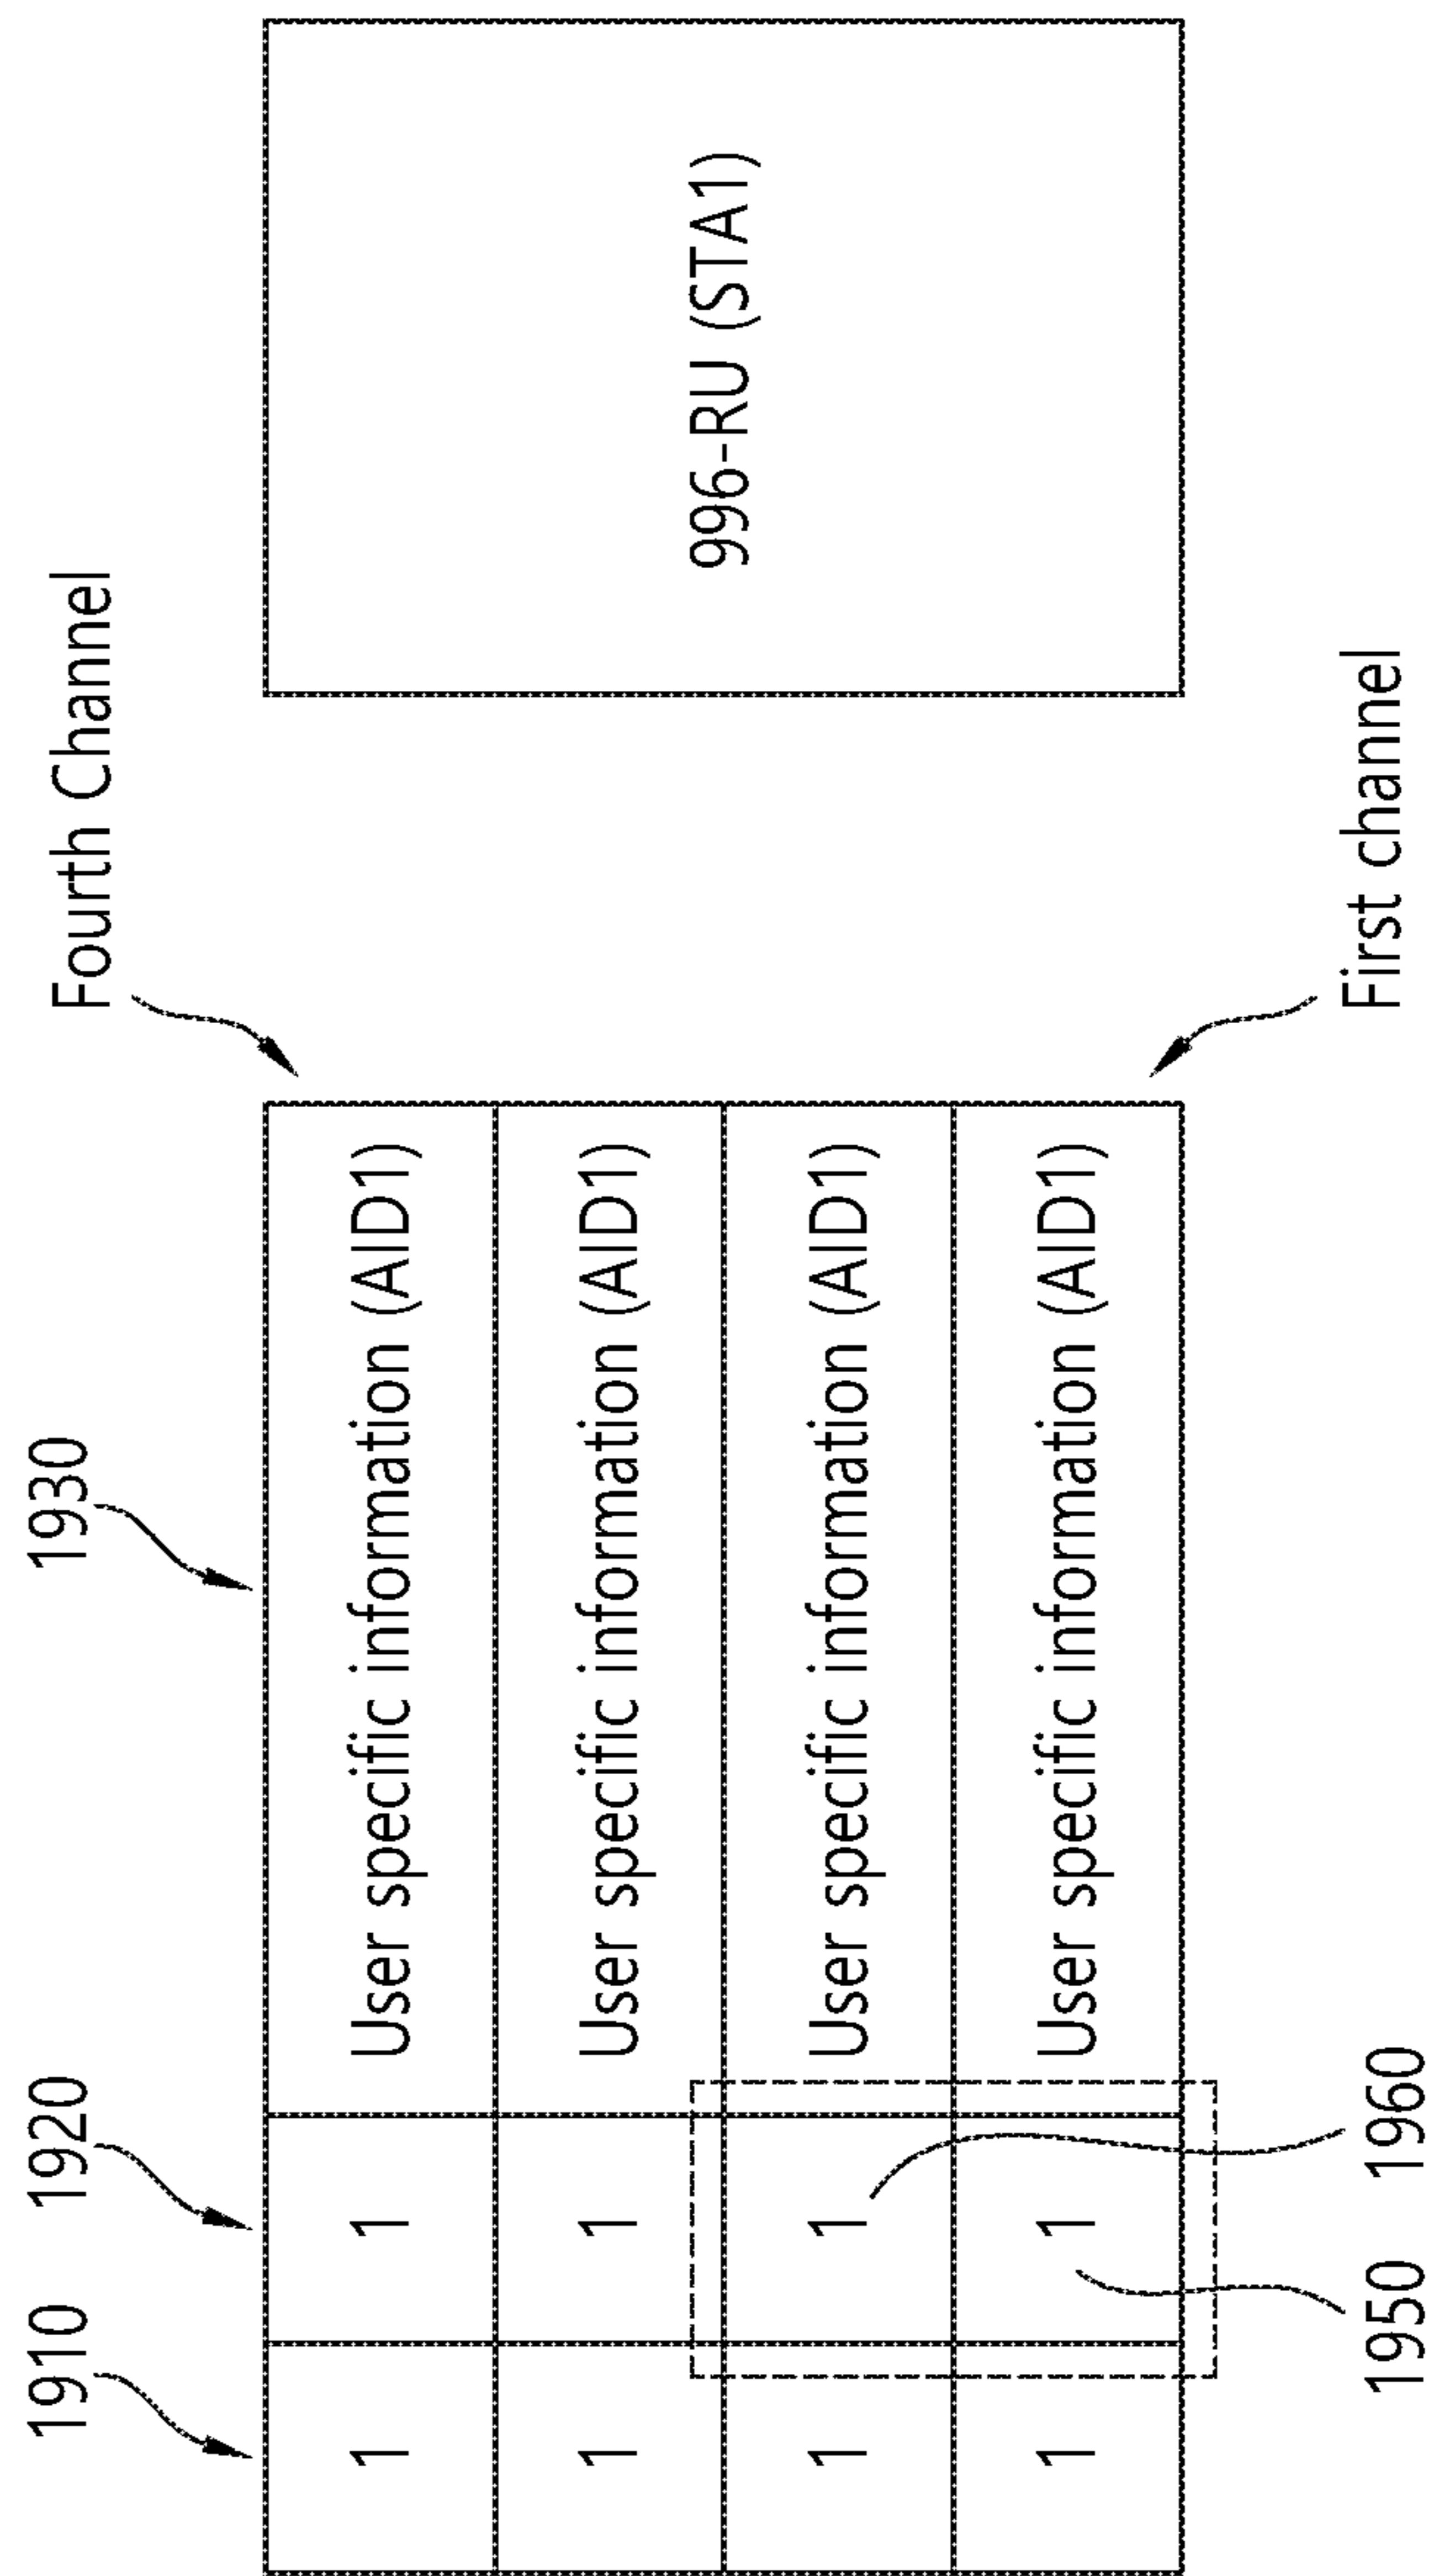 1910
1920
1930
Fourth Channel
1
1
User specific information (AID1)
1
1
User specific information (AID1)
1
1
User specific information (AID1)
1
1
User specific information (AID1)
996-RU (STA1)
1950
1960
First channel